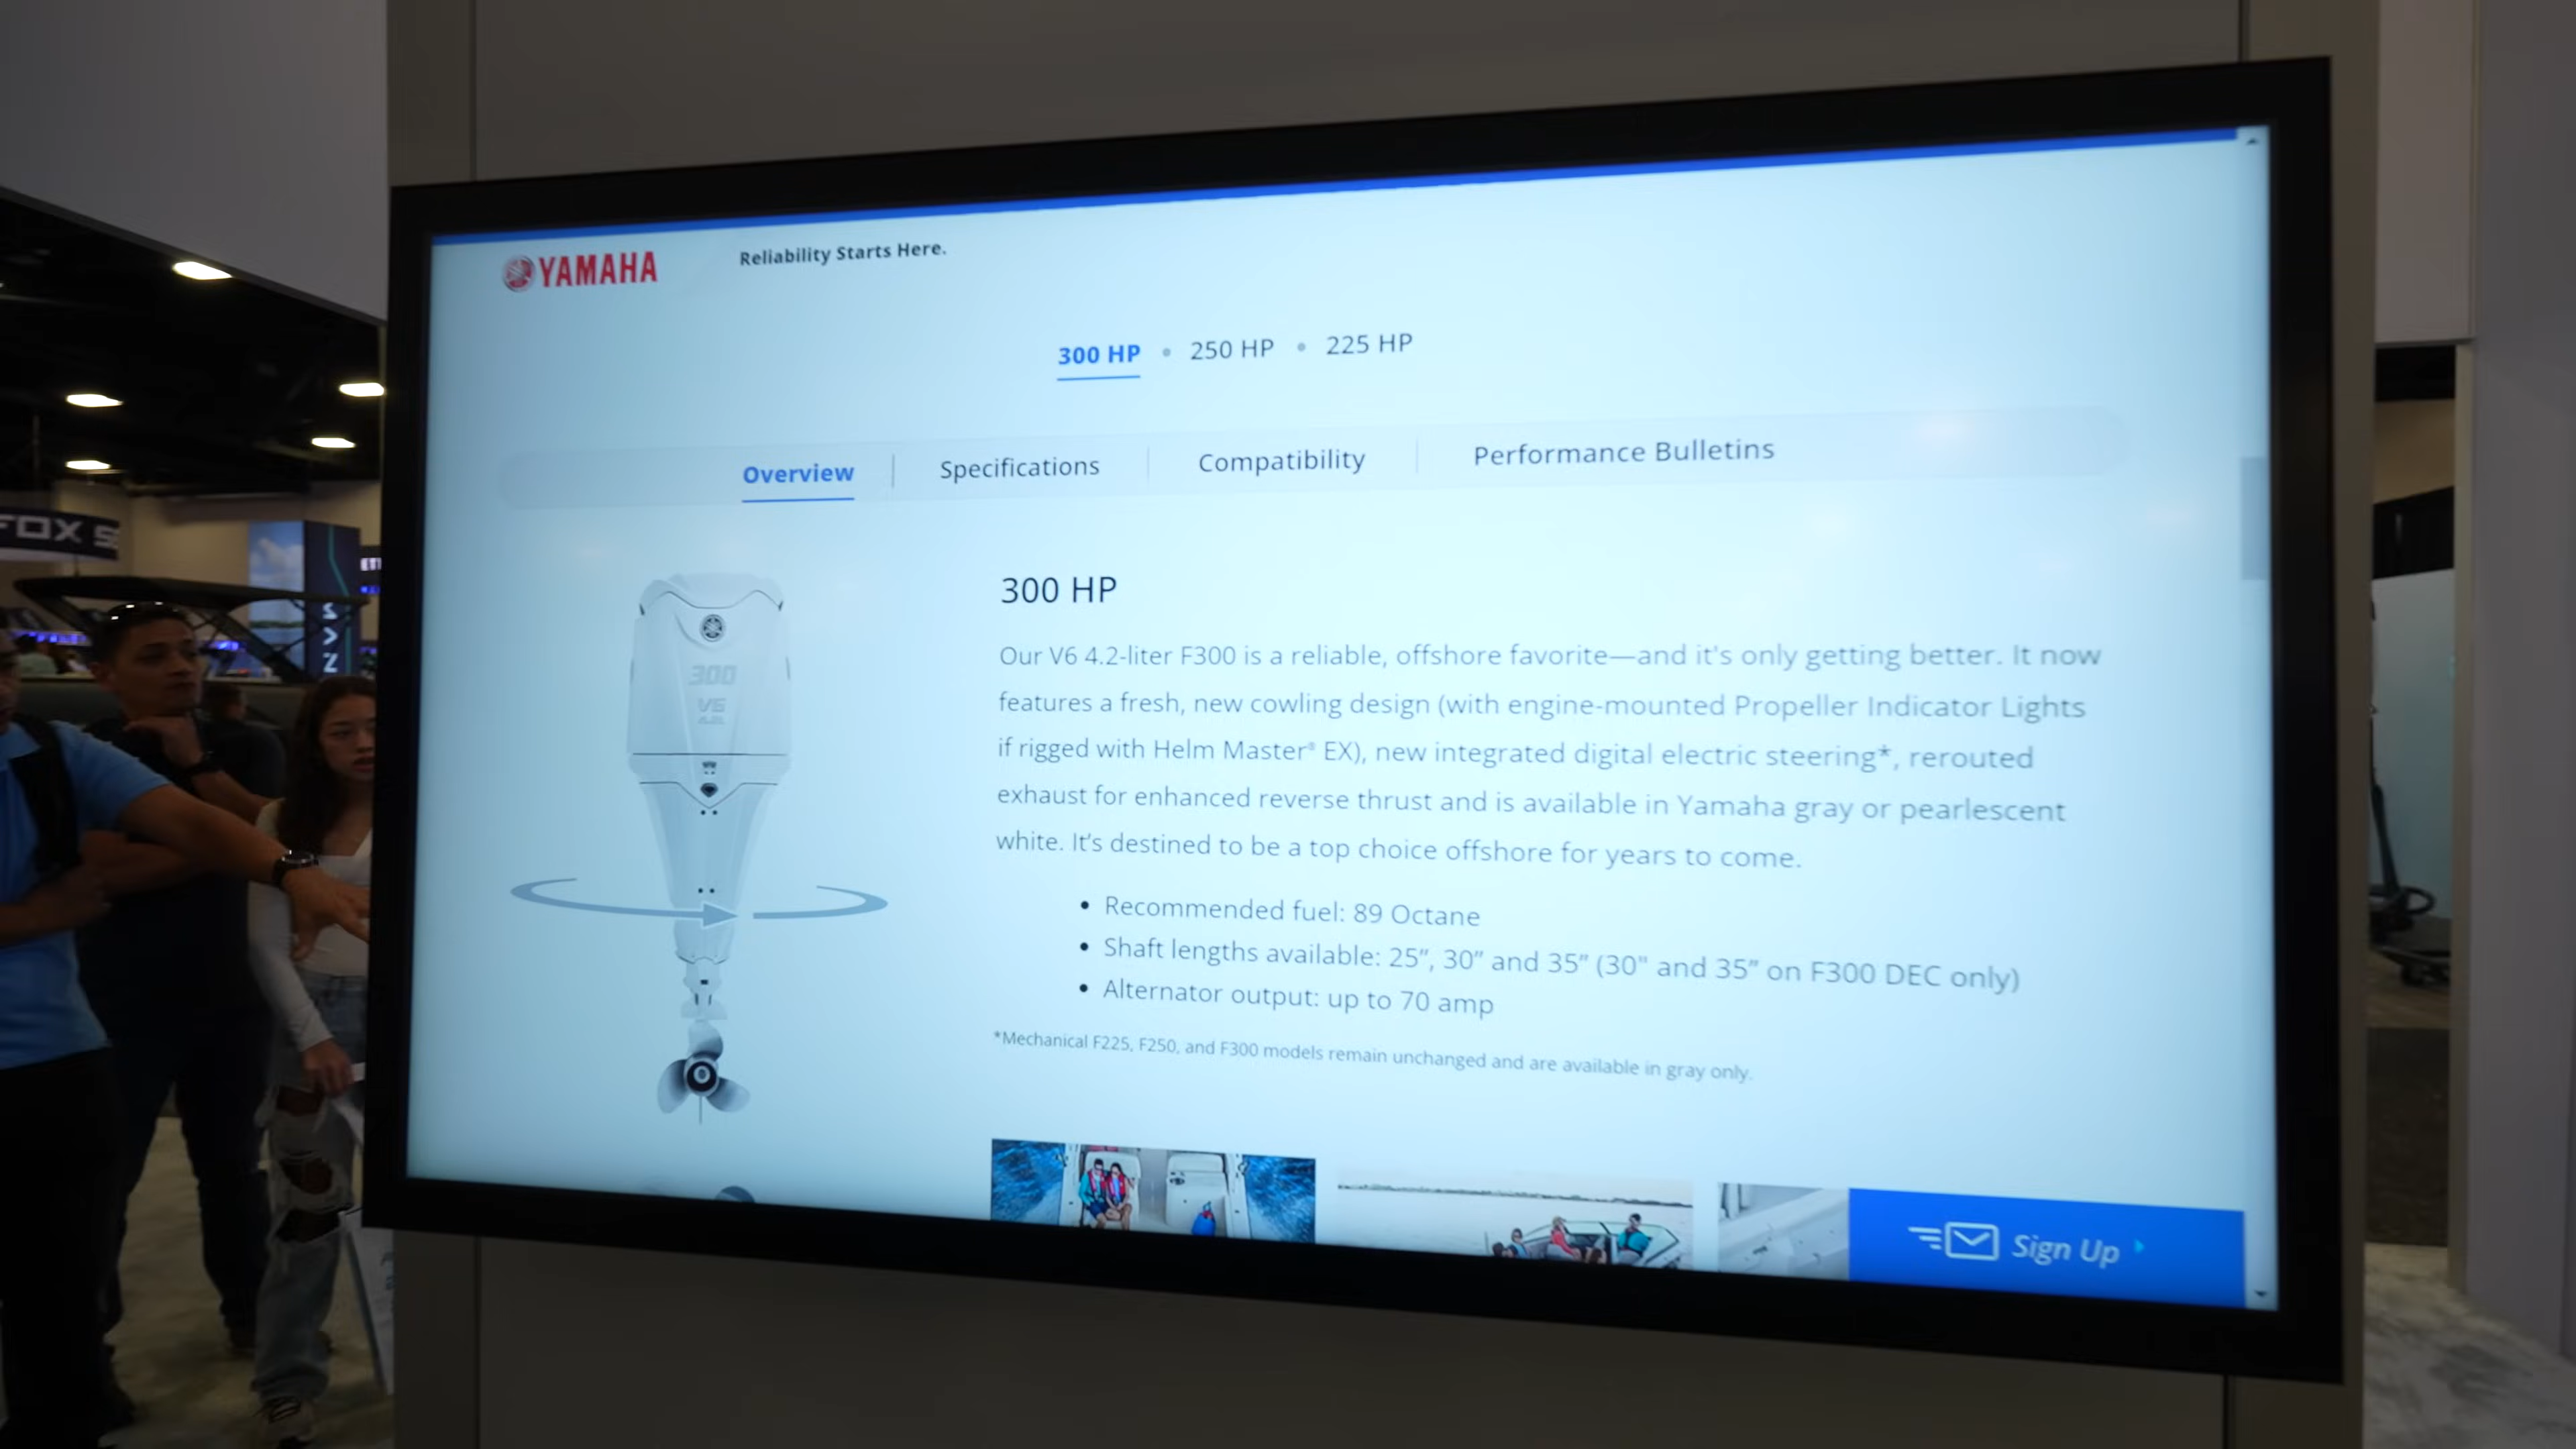 YAMAHA
Reliability Starts Here.
300 HP • 250 HP • 225 HP
Overview
Specifications
Compatibility
Performance Bulletins
FOX
300
V6
4.2L
300 HP
Our V6 4.2-liter F300 is a reliable, offshore favorite—and it's only getting better. It now
features a fresh, new cowling design (with engine-mounted Propeller Indicator Lights
if rigged with Helm Master® EX), new integrated digital electric steering*, rerouted
exhaust for enhanced reverse thrust and is available in Yamaha gray or pearlescent
white. It's destined to be a top choice offshore for years to come.
• Recommended fuel: 89 Octane
• Shaft lengths available: 25”, 30” and 35” (30" and 35” on F300 DEC only)
• Alternator output: up to 70 amp
*Mechanical F225, F250, and F300 models remain unchanged and are available in gray only.
Sign Up